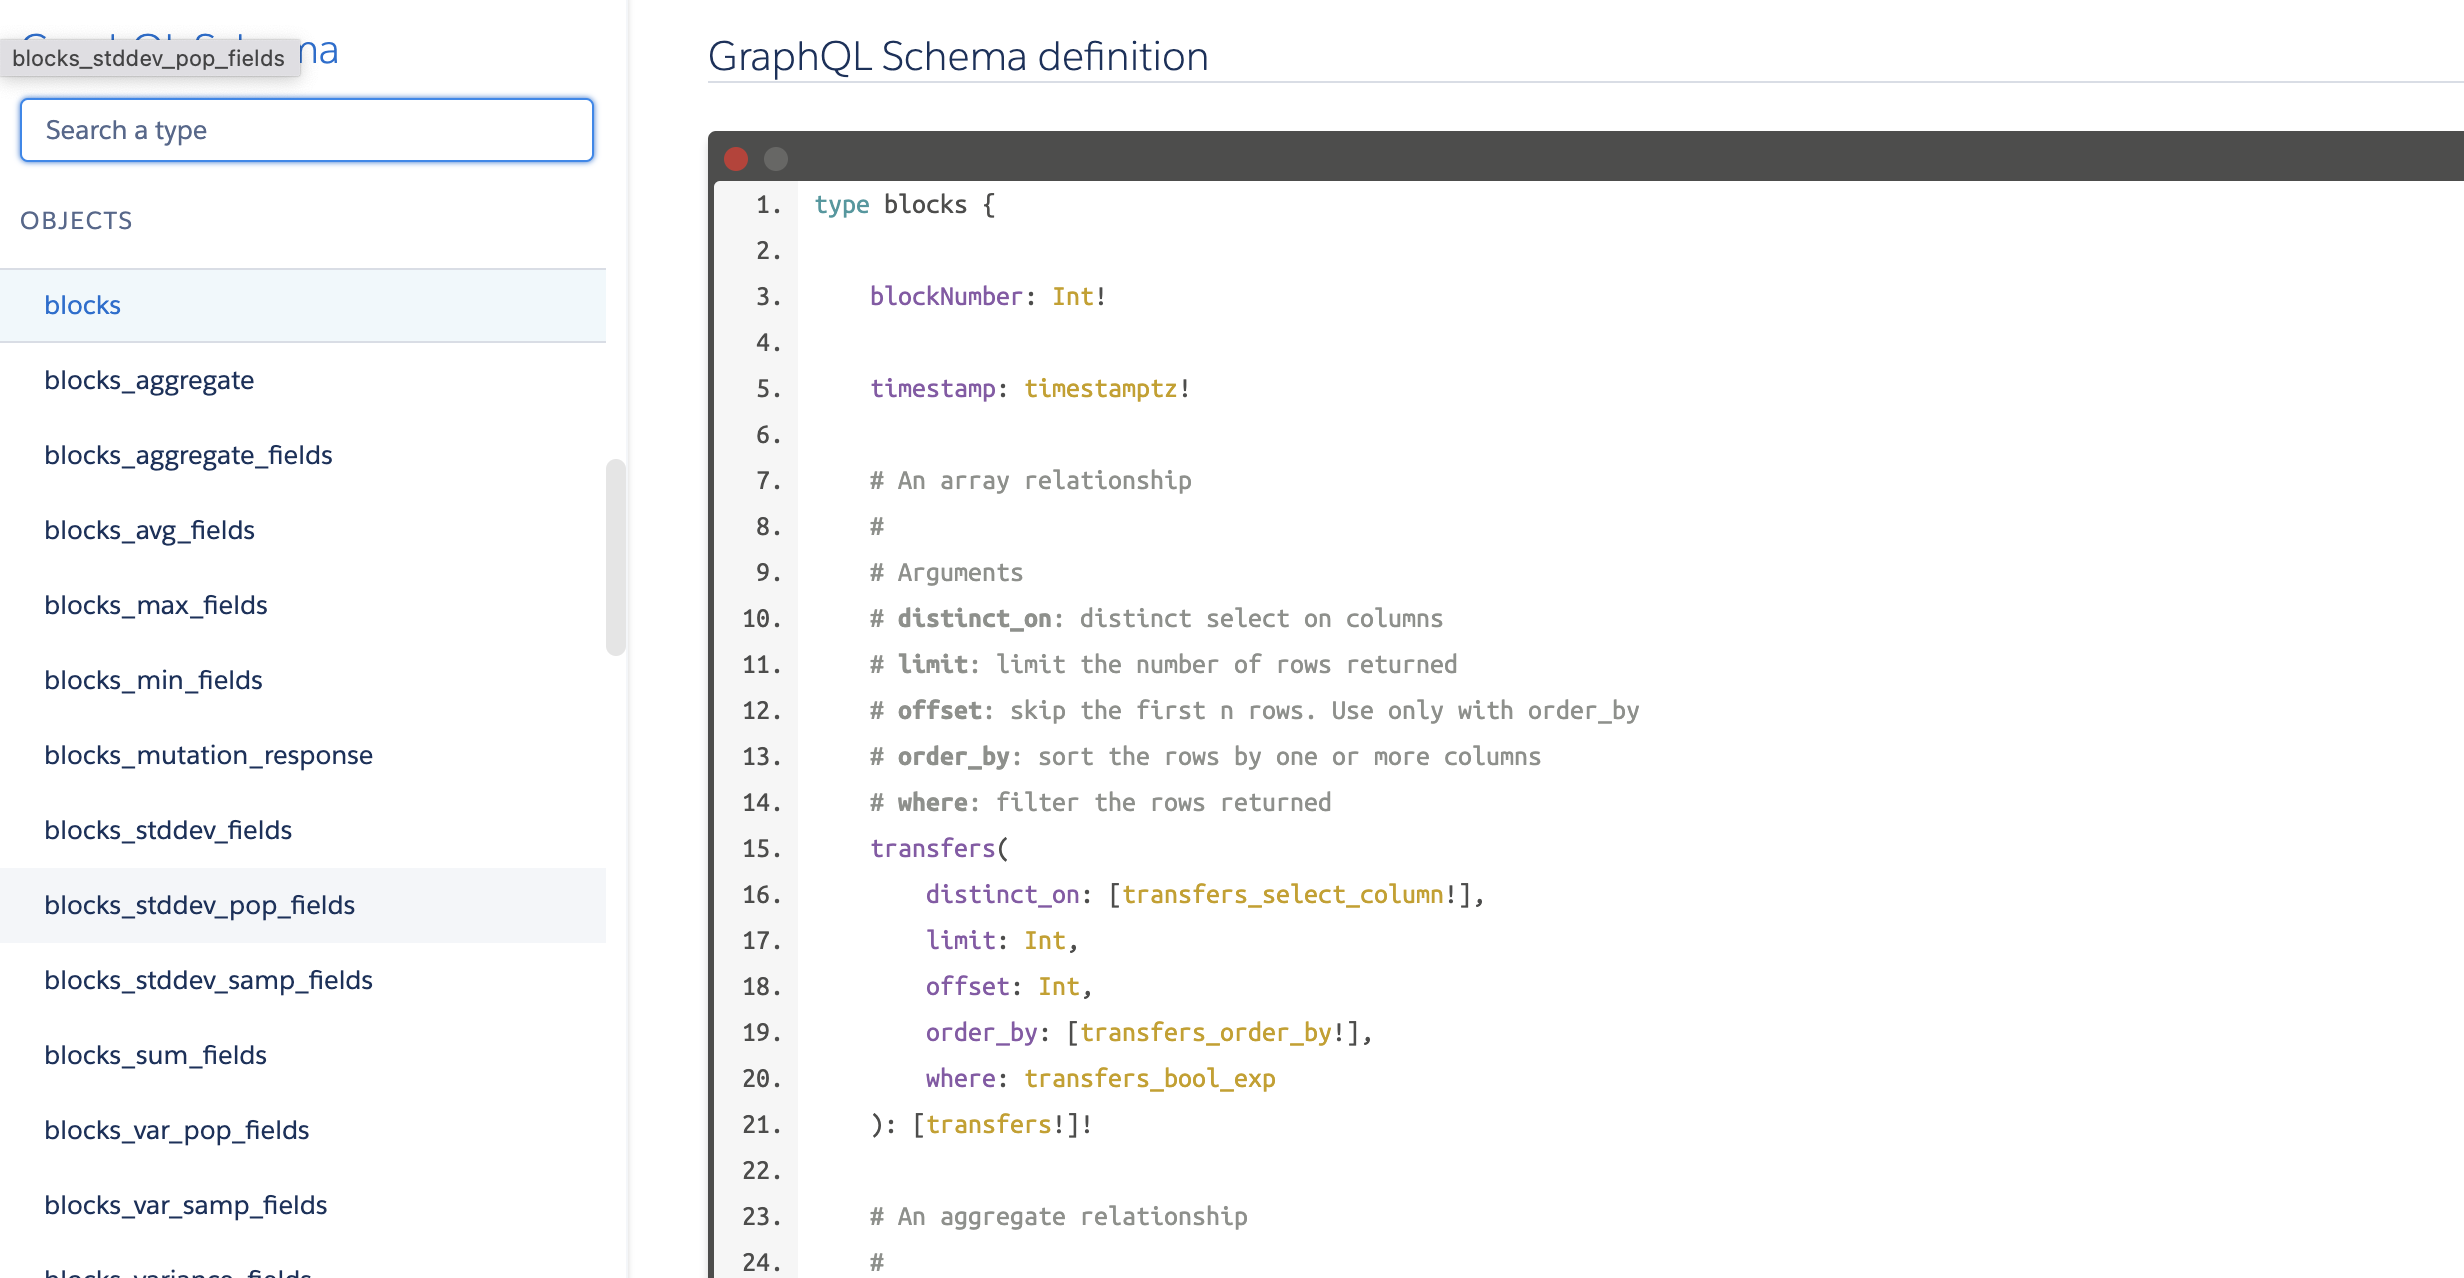 blocks_stddev_pop_fields
Search a type
OBJECTS
blocks
blocks_aggregate
blocks_aggregate_fields
blocks_avg_fields
blocks_max_fields
blocks_min_fields
blocks_mutation_response
blocks_stddev_fields
blocks_stddev_pop_fields
blocks_stddev_samp_fields
blocks_sum_fields
blocks_var_pop_fields
blocks_var_samp_fields
GraphQL Schema definition
1. type blocks {
2.
3. blockNumber: Int!
4.
5. timestamp: timestamptz!
6.
7. # An array relationship
8. #
9. # Arguments
10. # distinct_on: distinct select on columns
11. # limit: limit the number of rows returned
12. # offset: skip the first n rows. Use only with order_by
13. # order_by: sort the rows by one or more columns
14. # where: filter the rows returned
15. transfers(
16. distinct_on: [transfers_select_column!],
17. limit: Int,
18. offset: Int,
19. order_by: [transfers_order_by!],
20. where: transfers_bool_exp
21. ): [transfers!]!
22.
23. # An aggregate relationship
24. #